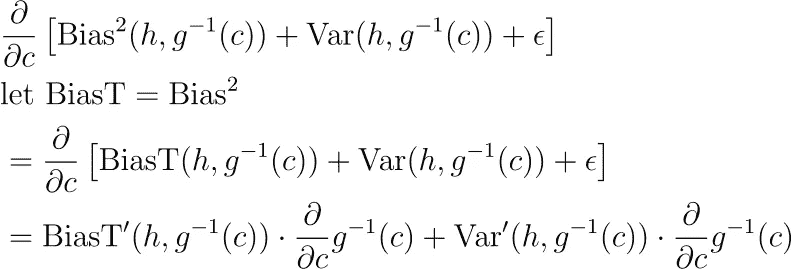 ∂/∂c [Bias²(h, g⁻¹(c)) + Var(h, g⁻¹(c)) + ϵ]
let BiasT = Bias²
= ∂/∂c [BiasT(h, g⁻¹(c)) + Var(h, g⁻¹(c)) + ϵ]
= BiasT′(h, g⁻¹(c)) · ∂/∂c g⁻¹(c) + Var′(h, g⁻¹(c)) · ∂/∂c g⁻¹(c)